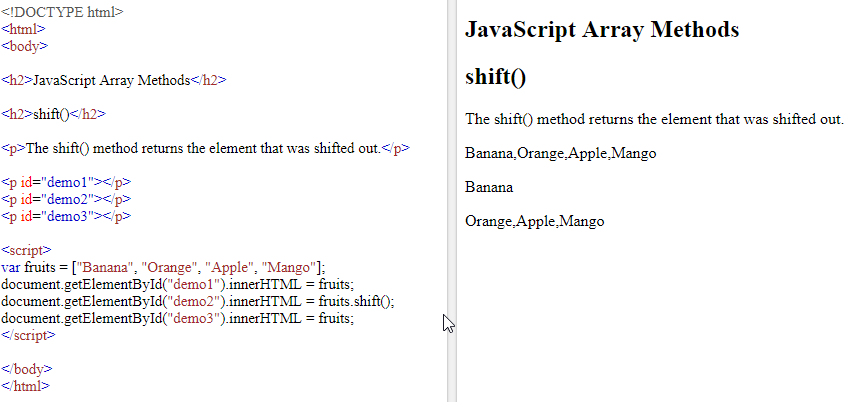 <!DOCTYPE html>
<html>
<body>
<h2>JavaScript Array Methods</h2>
<h2>shift()</h2>
<p>The shift() method returns the element that was shifted out.</p>
<p id="demo1"></p>
<p id="demo2"></p>
<p id="demo3"></p>
<script>
var fruits = ["Banana", "Orange", "Apple", "Mango"];
document.getElementById("demo1").innerHTML = fruits;
document.getElementById("demo2").innerHTML = fruits.shift();
document.getElementById("demo3").innerHTML = fruits;
</script>
</body>
</html>
JavaScript Array Methods
shift()
The shift() method returns the element that was shifted out.
Banana,Orange,Apple,Mango
Banana
Orange,Apple,Mango